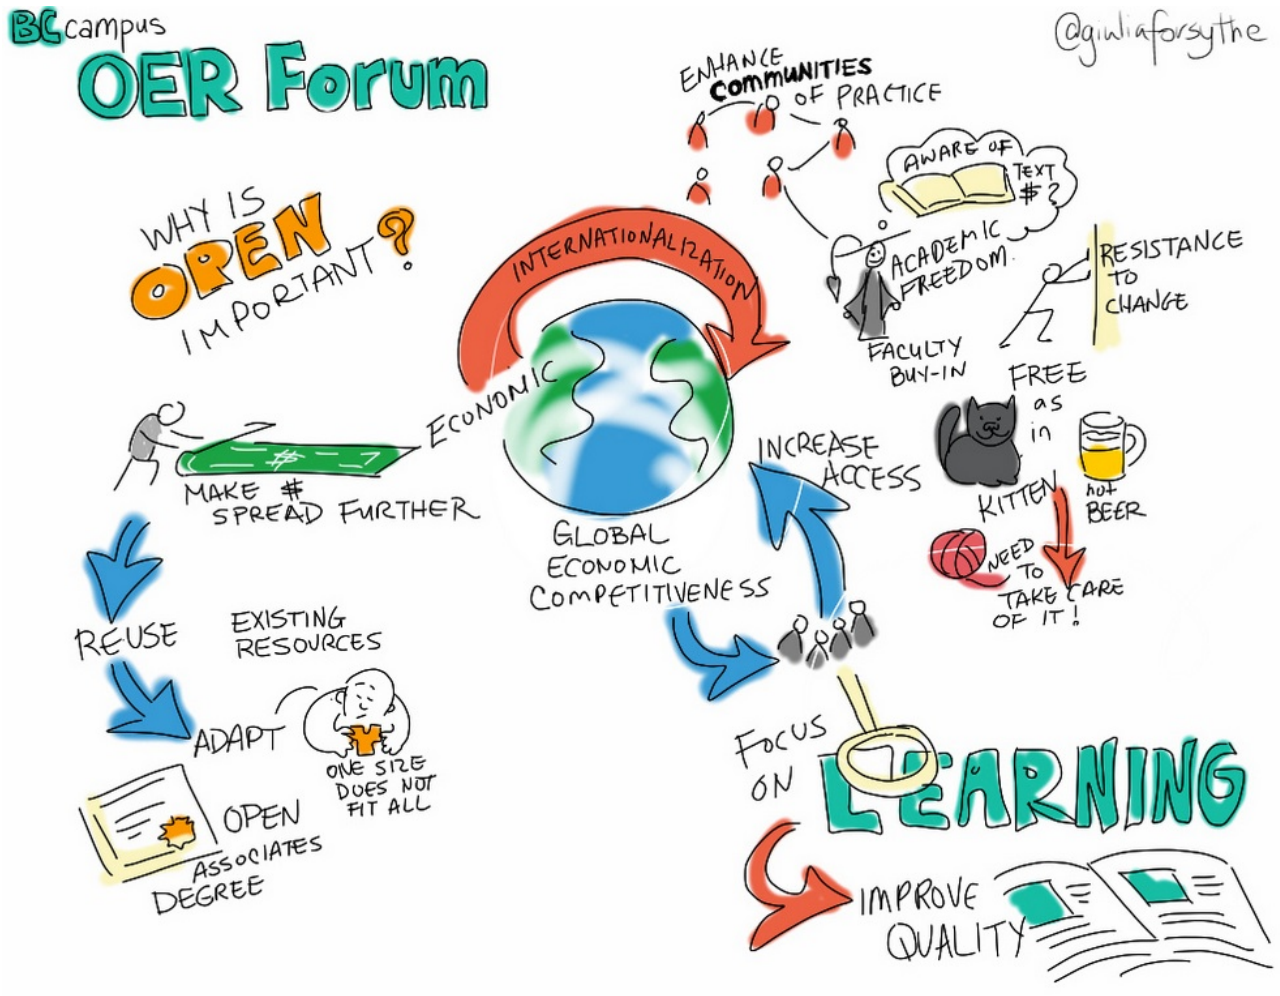 BCcampus
OER Forum
@giuliaforsythe
WHY IS
OPEN
IMPORTANT?
ENHANCE
COMMUNITIES
OF PRACTICE
AWARE OF
TEXT
$?
ACADEMIC
FREEDOM.
FACULTY
BUY-IN
RESISTANCE
TO
CHANGE
INTERNATIONALIZATION
ECONOMIC
$
MAKE $
SPREAD FURTHER
REUSE
EXISTING
RESOURCES
ADAPT
ONE SIZE
DOES NOT
FIT ALL
OPEN
ASSOCIATES
DEGREE
GLOBAL
ECONOMIC
COMPETITIVENESS
INCREASE
ACCESS
FREE
as
in
KITTEN
not
BEER
NEED
TO
TAKE CARE
OF IT!
FOCUS
ON
LEARNING
IMPROVE
QUALITY